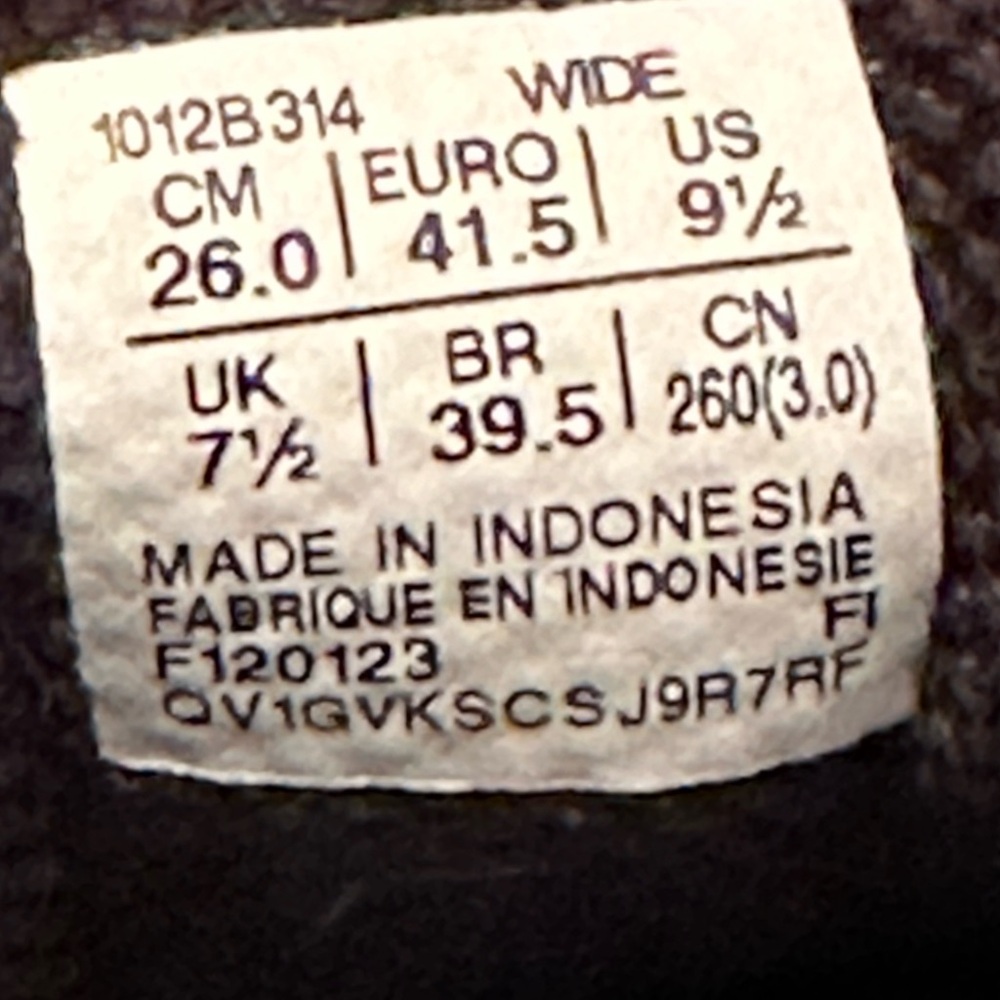 1012B314 WIDE
CM | EURO | US
26.0 | 41.5 | 9½
UK | BR | CN
7½ | 39.5 | 260(3.0)
MADE IN INDONESIA
FABRIQUE EN INDONESIE
F120123 FI
QV1GVKSCSJ9R7RF